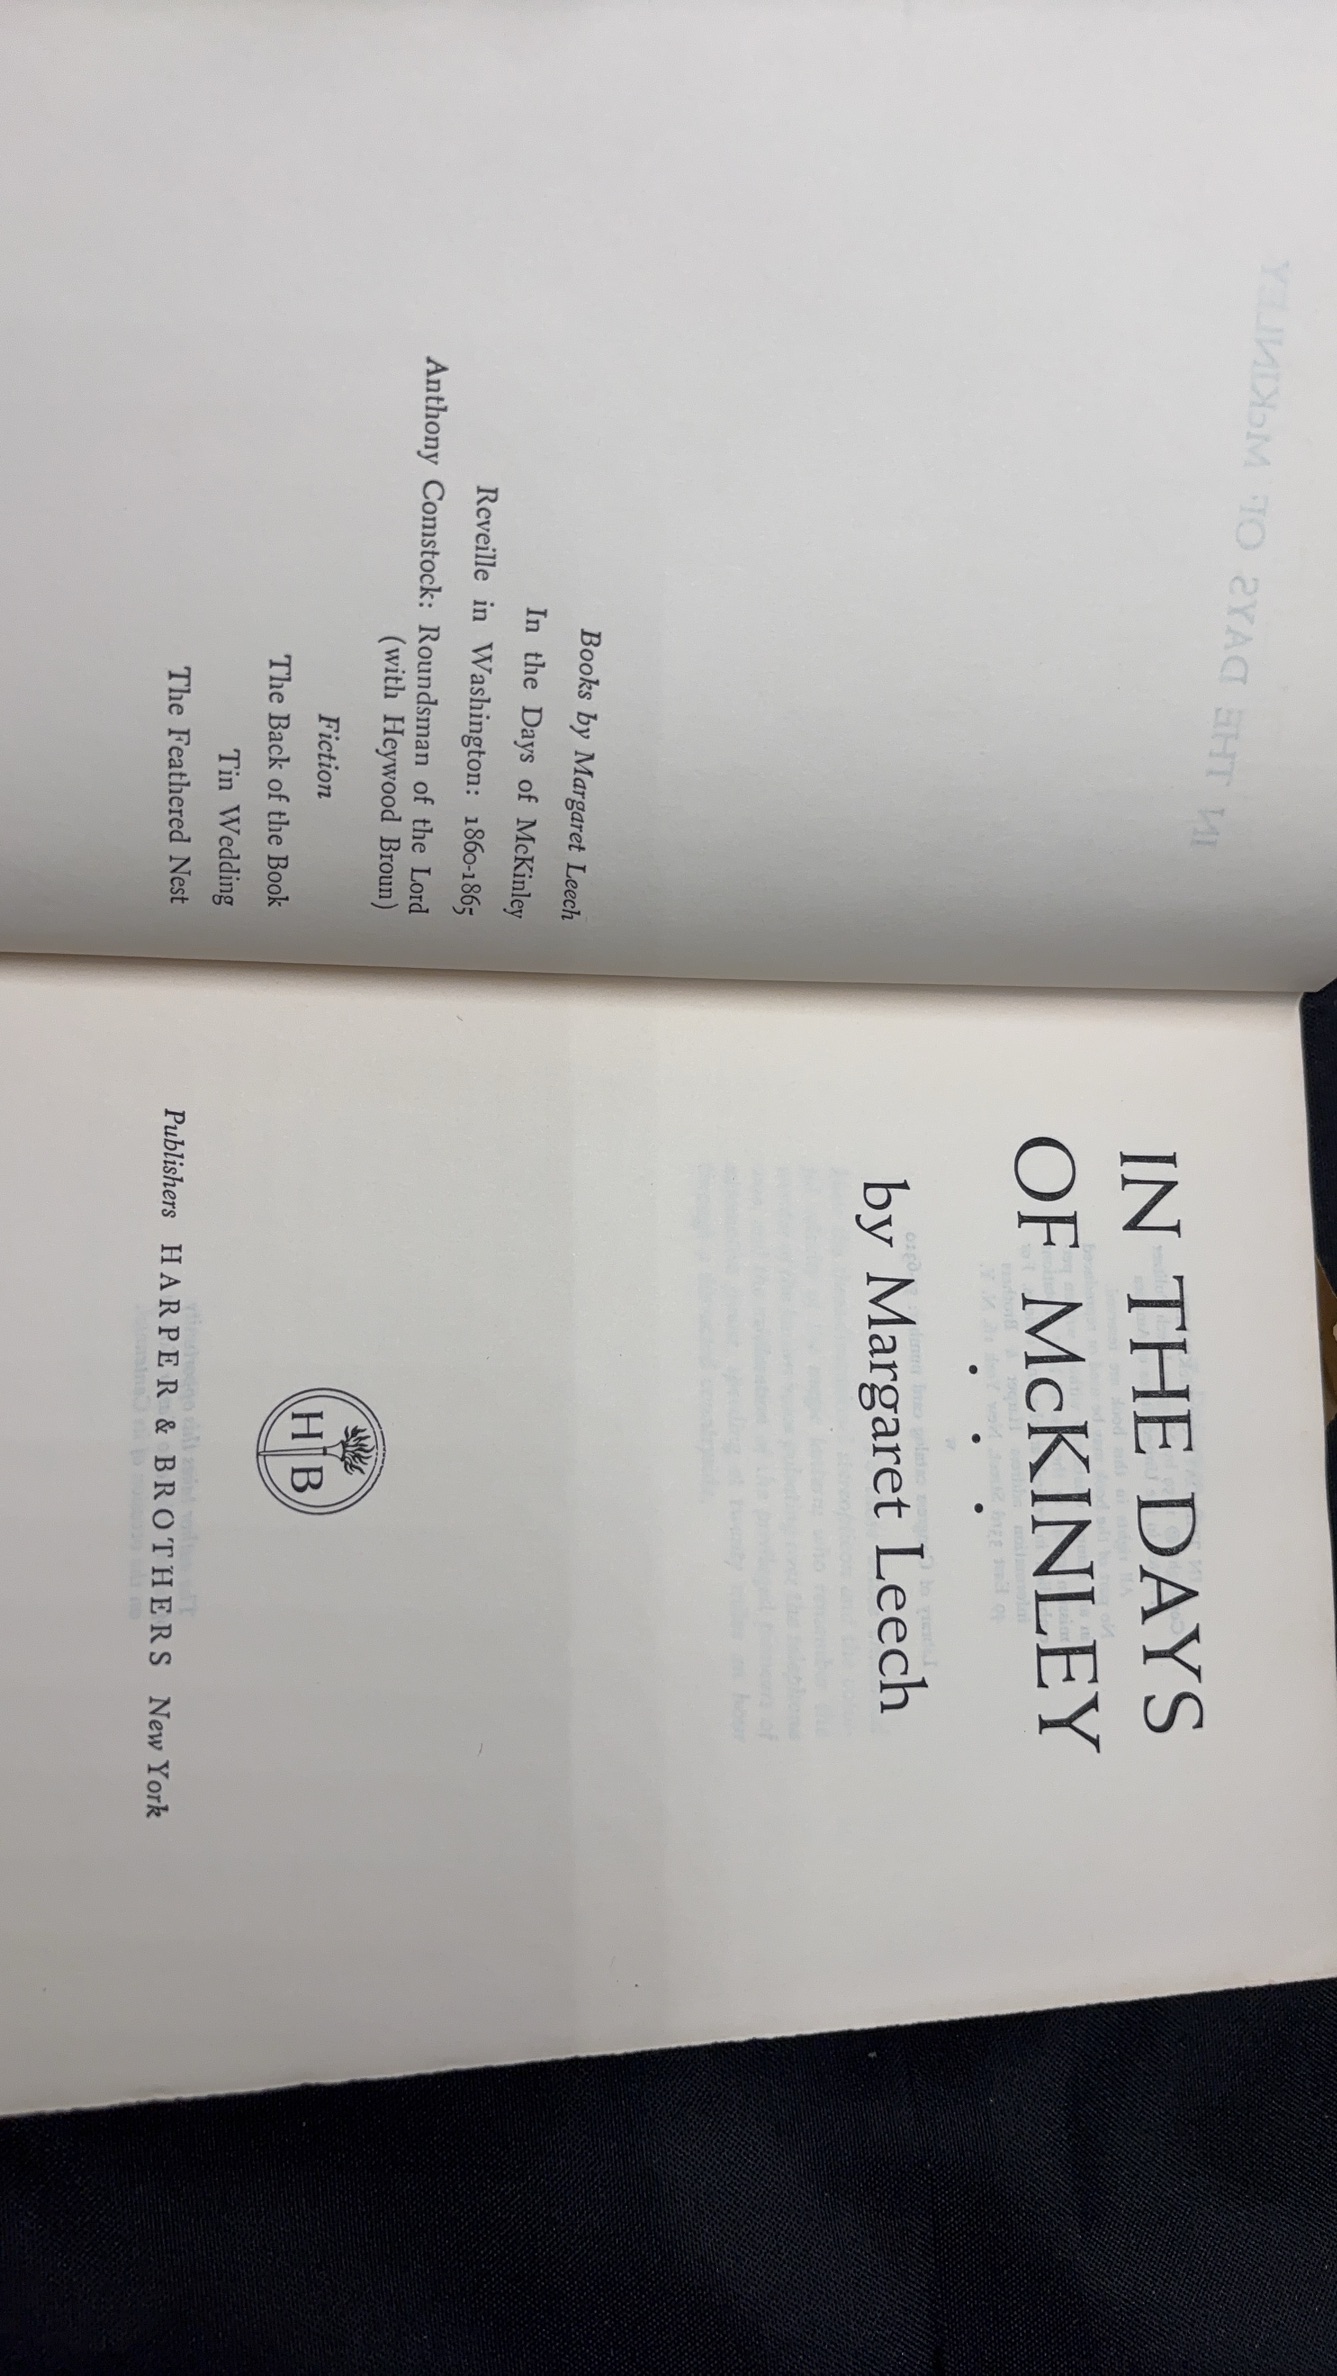 Books by Margaret Leech
In the Days of McKinley
Reveille in Washington: 1860-1865
Anthony Comstock: Roundsman of the Lord
(with Heywood Broun)
Fiction
The Back of the Book
Tin Wedding
The Feathered Nest
IN THE DAYS
OF McKINLEY
by Margaret Leech
H B
Publishers HARPER & BROTHERS New York
IN THE DAYS OF McKINLEY